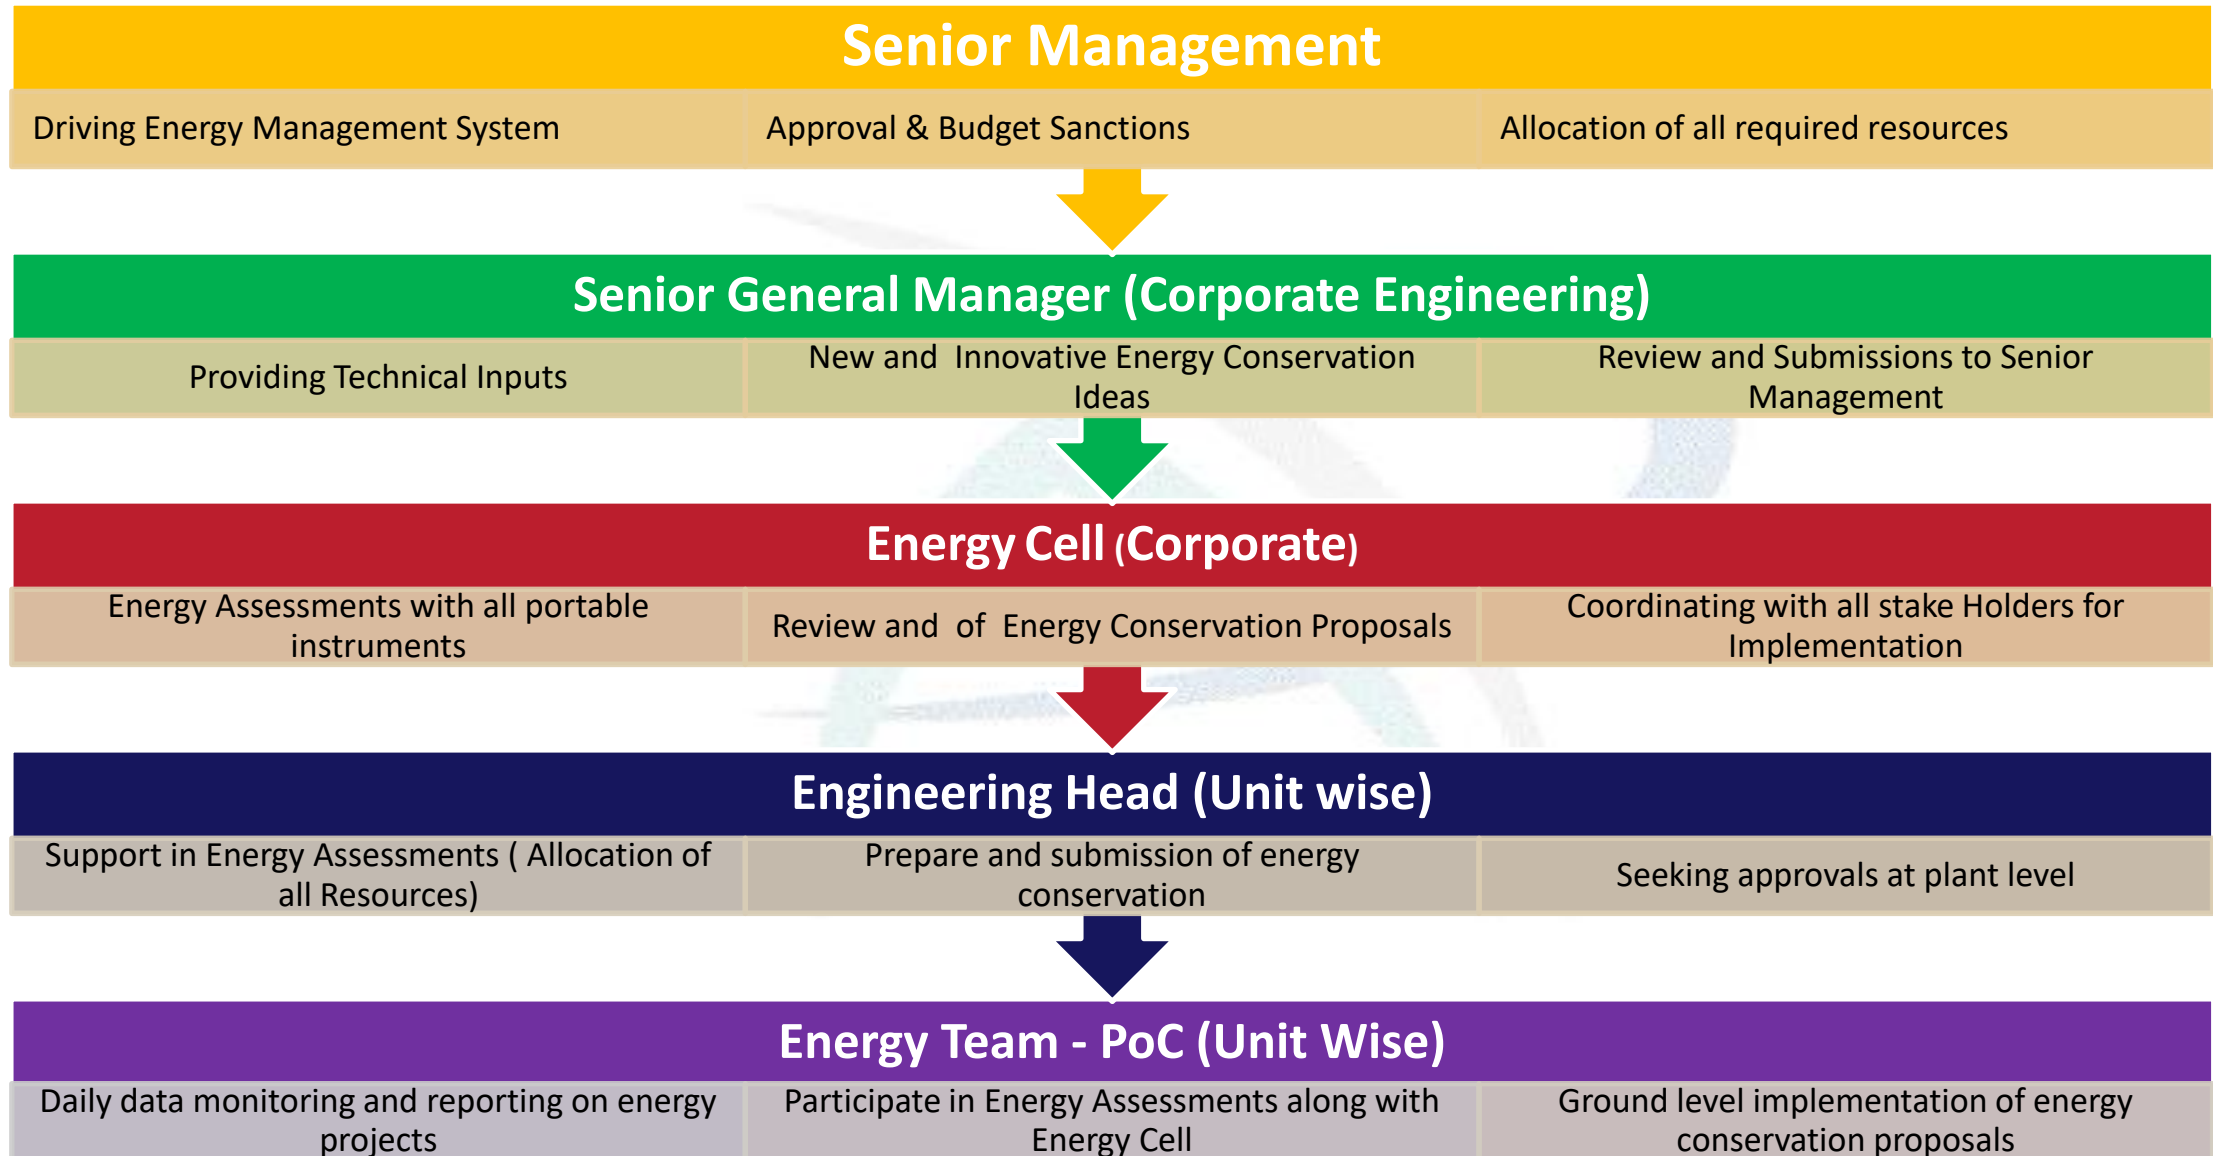 Senior Management
Driving Energy Management System
Approval & Budget Sanctions
Allocation of all required resources
Senior General Manager (Corporate Engineering)
Providing Technical Inputs
New and  Innovative Energy Conservation
Ideas
Review and Submissions to Senior
Management
Energy Cell (Corporate)
Energy Assessments with all portable
instruments
Review and  of  Energy Conservation Proposals
Coordinating with all stake Holders for
Implementation
Engineering Head (Unit wise)
Support in Energy Assessments ( Allocation of
all Resources)
Prepare and submission of energy
conservation
Seeking approvals at plant level
Energy Team - PoC (Unit Wise)
Daily data monitoring and reporting on energy
projects
Participate in Energy Assessments along with
Energy Cell
Ground level implementation of energy
conservation proposals